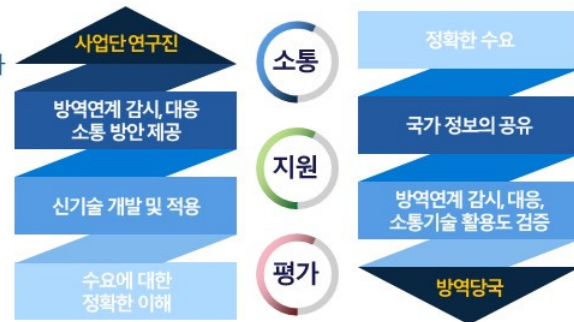 사업단 연구진
방역연계 감시, 대응
소통 방안 제공
신기술 개발 및 적용
수요에 대한
정확한 이해
소통
지원
평가
정확한 수요
국가 정보의 공유
방역연계 감시, 대응,
소통기술 활용도 검증
방역당국